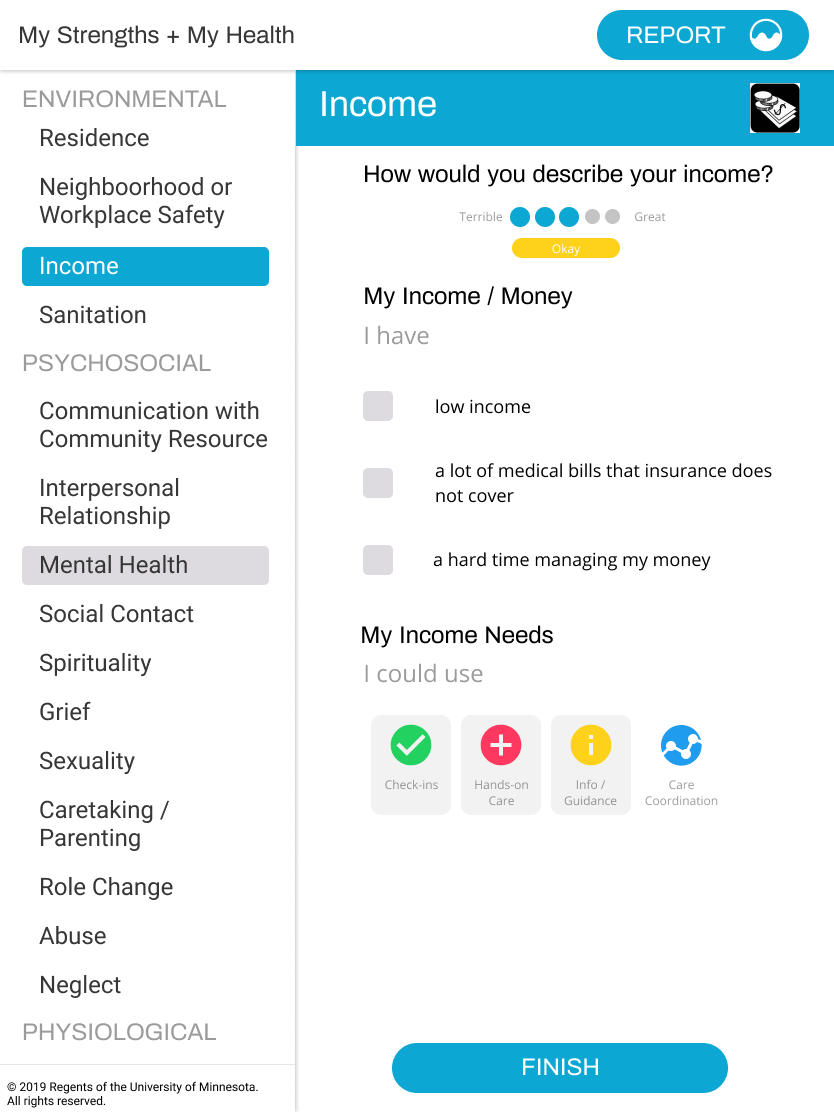 My Strengths + My Health
REPORT
ENVIRONMENTAL
Residence
Neighboorhood or
Workplace Safety
Income
Sanitation
PSYCHOSOCIAL
Communication with
Community Resource
Interpersonal
Relationship
Mental Health
Social Contact
Spirituality
Grief
Sexuality
Caretaking /
Parenting
Role Change
Abuse
Neglect
PHYSIOLOGICAL
© 2019 Regents of the University of Minnesota.
All rights reserved.
Income
How would you describe your income?
Terrible Great
Okay
My Income / Money
I have
low income
a lot of medical bills that insurance does
not cover
a hard time managing my money
My Income Needs
I could use
Check-ins
Hands-on
Care
Info /
Guidance
Care
Coordination
FINISH